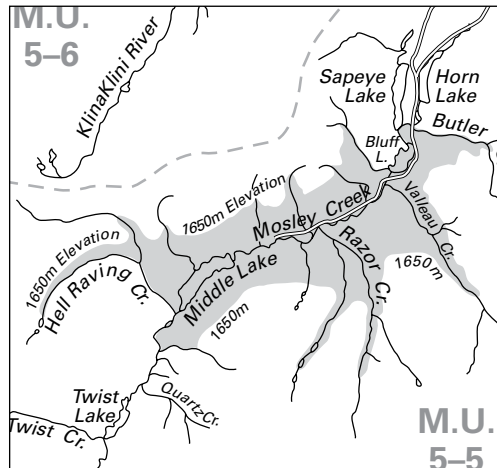 M.U.
5–6
KlinaKlini River
Sapeye
Lake
Horn
Lake
Butler
Bluff
L.
1650m Elevation
Mosley Creek
Valleau Cr.
1650m Elevation
Hell Raving Cr.
Middle Lake
Razor Cr.
1650m
1650m
Twist
Lake
Quartz Cr.
Twist Cr.
M.U.
5–5